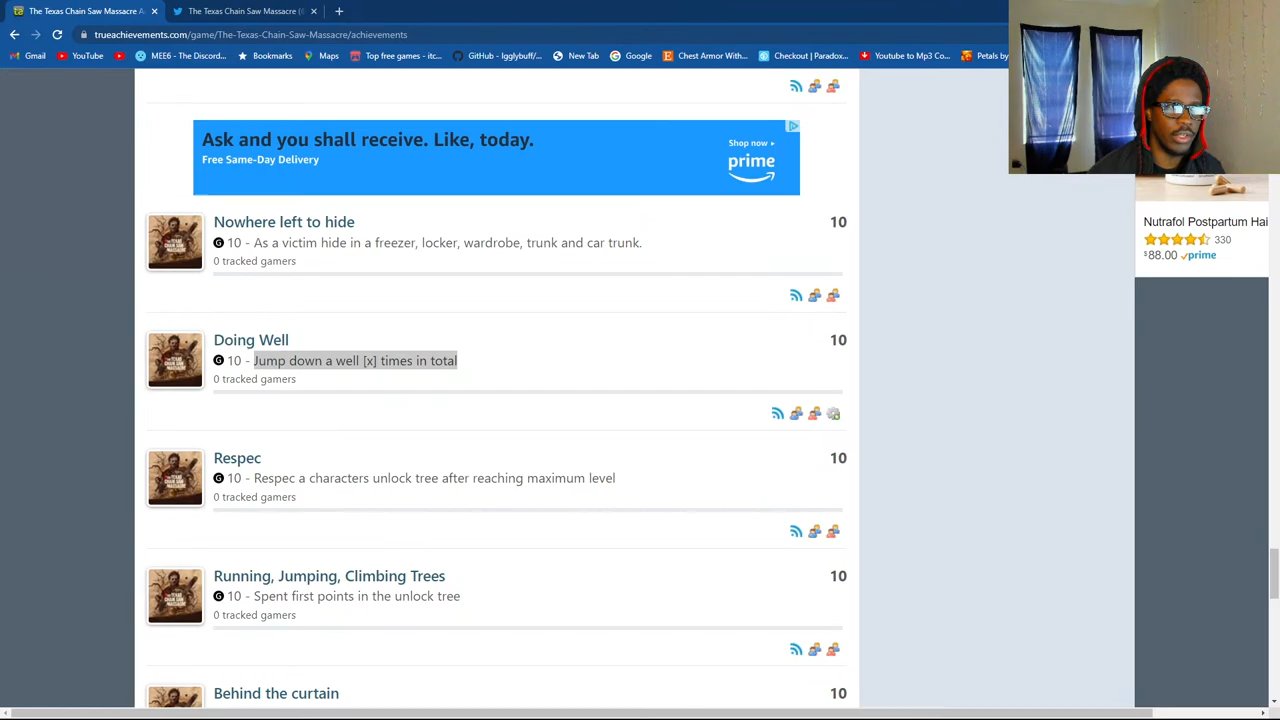 The Texas Chain Saw Massacre A
The Texas Chain Saw Massacre (
trueachievements.com/game/The-Texas-Chain-Saw-Massacre/achievements
Gmail YouTube MEE6 - The Discord... Bookmarks Maps Top free games - itc... GitHub - Igglybuff/... New Tab Google Chest Armor With... Checkout | Paradox... Youtube to Mp3 Co... Petals by
Ask and you shall receive. Like, today.
Free Same-Day Delivery
Shop now
prime
Nowhere left to hide 10
G 10 - As a victim hide in a freezer, locker, wardrobe, trunk and car trunk.
0 tracked gamers
Doing Well 10
G 10 - Jump down a well [x] times in total
0 tracked gamers
Respec 10
G 10 - Respec a characters unlock tree after reaching maximum level
0 tracked gamers
Running, Jumping, Climbing Trees 10
G 10 - Spent first points in the unlock tree
0 tracked gamers
Behind the curtain 10
Nutrafol Postpartum Hai
330
$88.00 prime